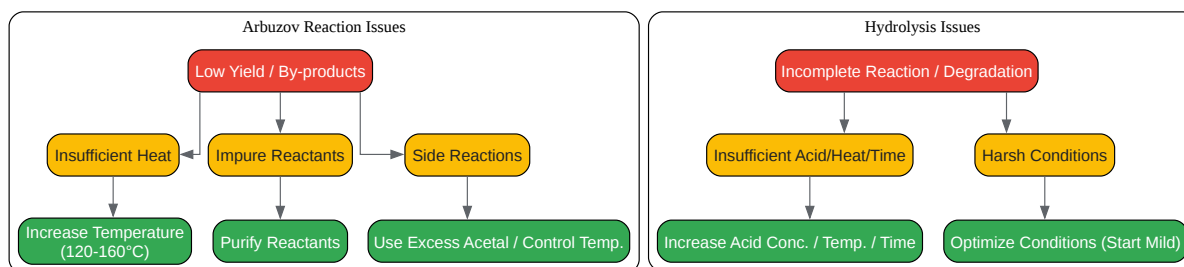 Arbuzov Reaction Issues
Low Yield / By-products
Insufficient Heat
Impure Reactants
Side Reactions
Increase Temperature
(120-160°C)
Purify Reactants
Use Excess Acetal / Control Temp.
Hydrolysis Issues
Incomplete Reaction / Degradation
Insufficient Acid/Heat/Time
Harsh Conditions
Increase Acid Conc. / Temp. / Time
Optimize Conditions (Start Mild)